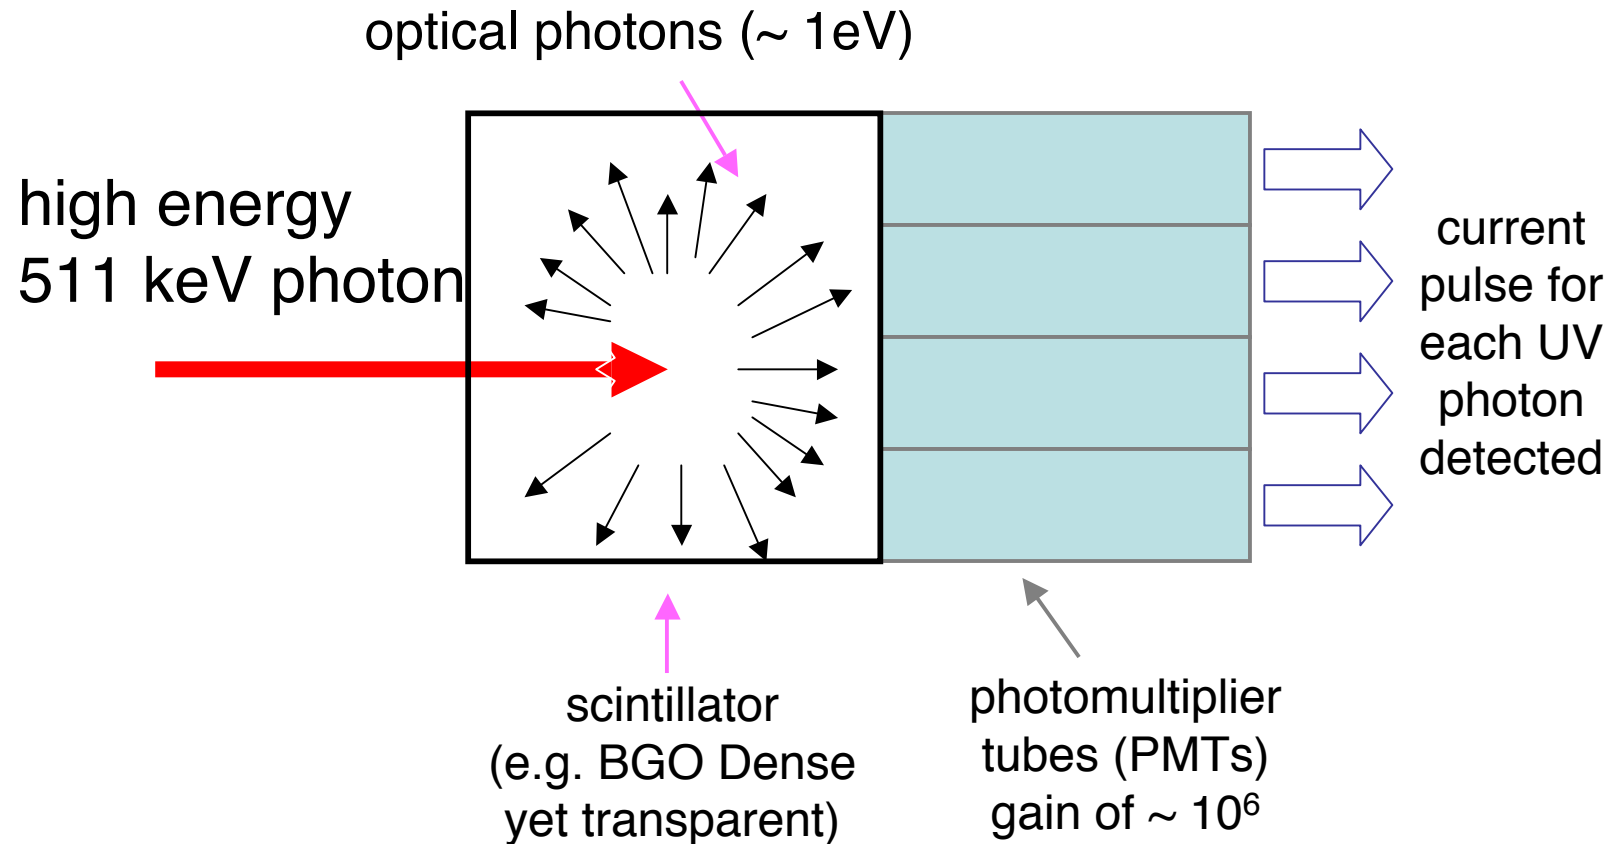 optical photons (~ 1eV)
high energy
511 keV photon
current
pulse for
each UV
photon
detected
scintillator
(e.g. BGO Dense
yet transparent)
photomultiplier
tubes (PMTs)
gain of ~ 10⁶